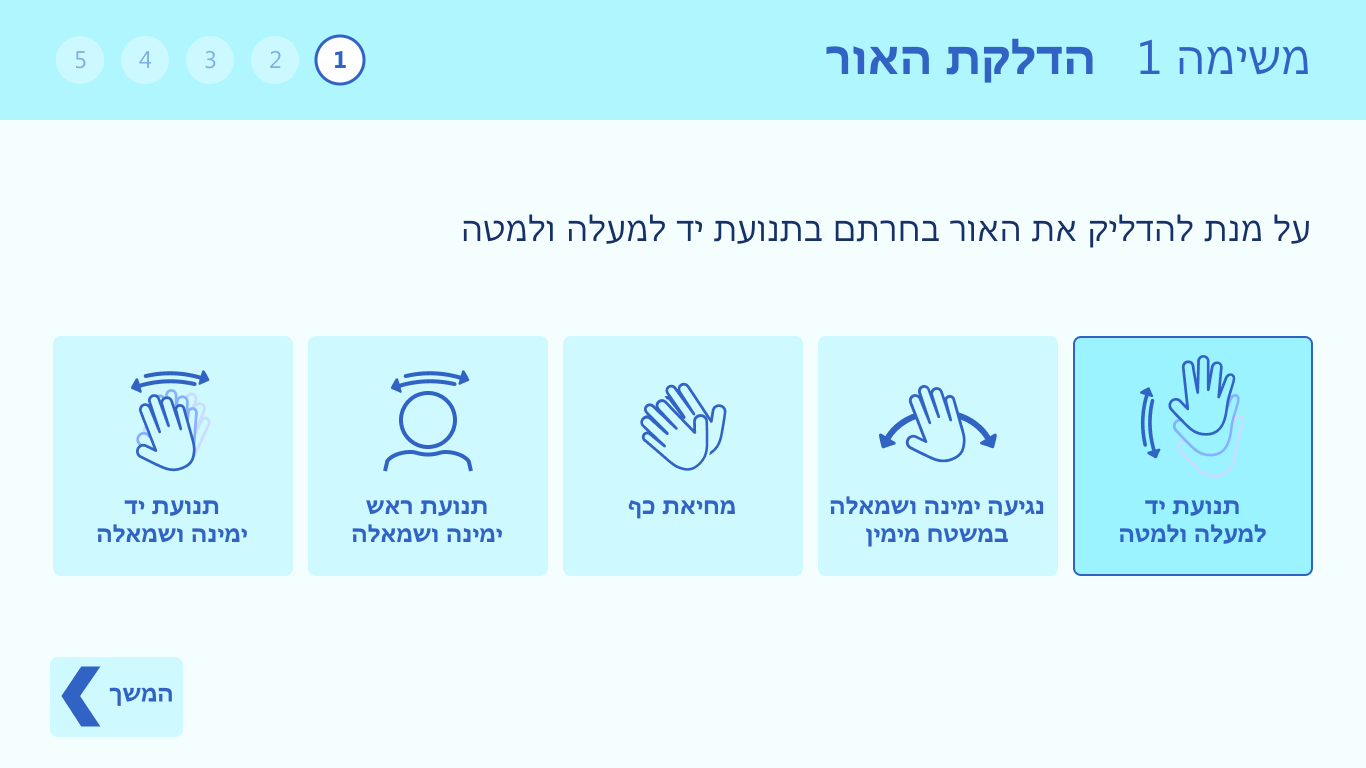 משימה 1 הדלקת האור
1 2 3 4 5
על מנת להדליק את האור בחרתם בתנועת יד למעלה ולמטה
תנועת יד
למעלה ולמטה
נגיעה ימינה ושמאלה
במשטח מימין
מחיאת כף
תנועת ראש
ימינה ושמאלה
תנועת יד
ימינה ושמאלה
המשך